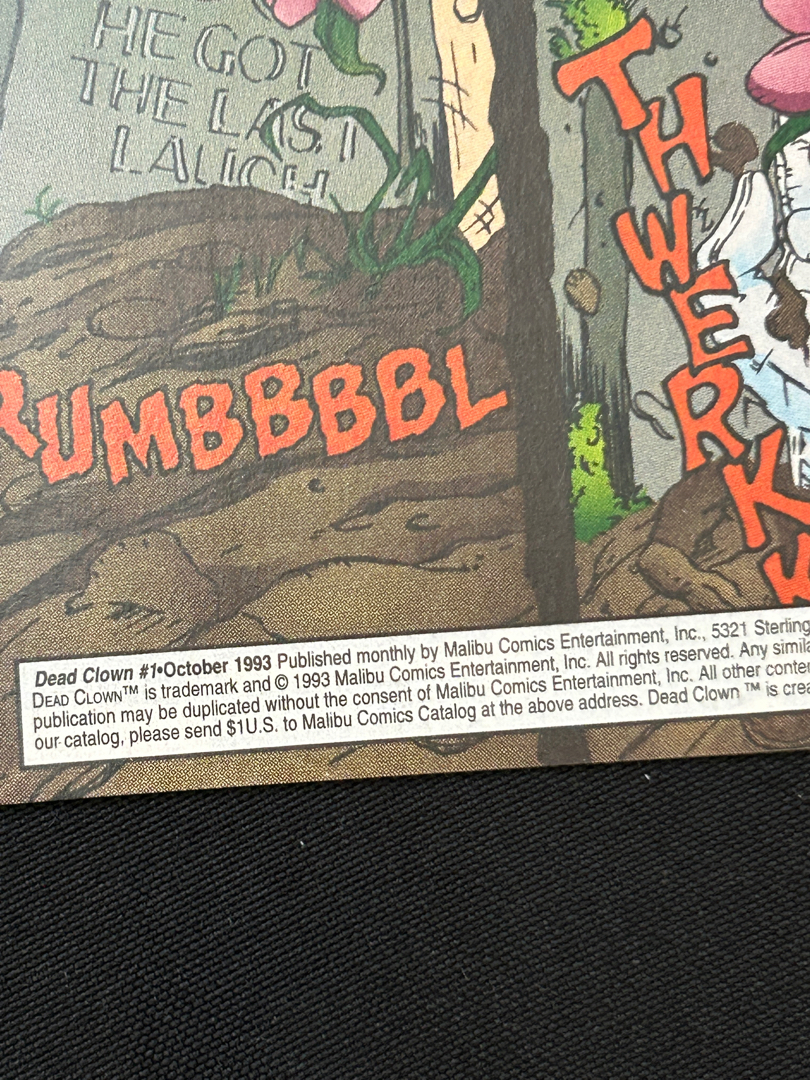 HE GOT
THE LAST
LAUGH
THWERK
RUMBBBBL
Dead Clown #1•October 1993 Published monthly by Malibu Comics Entertainment, Inc., 5321 Sterling
DEAD CLOWN™ is trademark and © 1993 Malibu Comics Entertainment, Inc. All rights reserved. Any
publication may be duplicated without the consent of Malibu Comics Entertainment, Inc. All other
our catalog, please send $1U.S. to Malibu Comics Catalog at the above address. Dead Clown ™ is